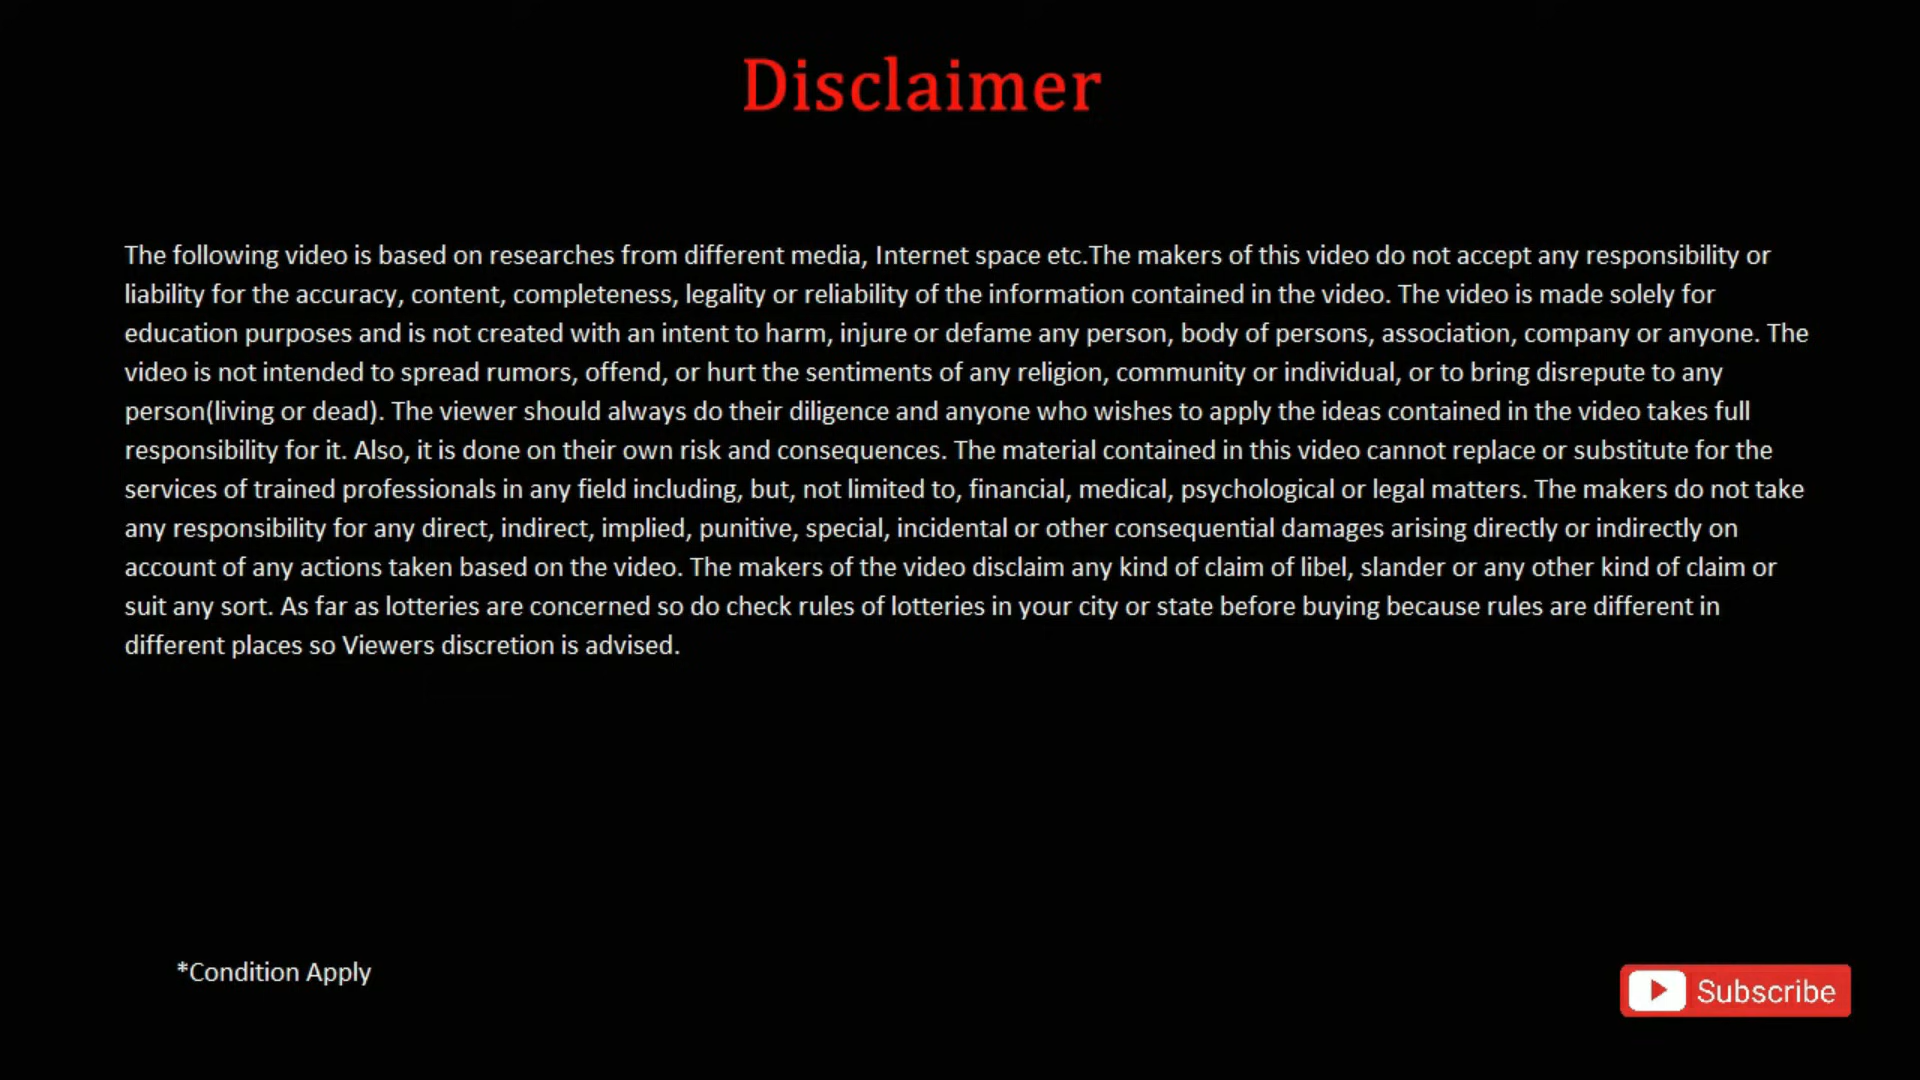 Disclaimer
The following video is based on researches from different media, Internet space etc.The makers of this video do not accept any responsibility or
liability for the accuracy, content, completeness, legality or reliability of the information contained in the video. The video is made solely for
education purposes and is not created with an intent to harm, injure or defame any person, body of persons, association, company or anyone. The
video is not intended to spread rumors, offend, or hurt the sentiments of any religion, community or individual, or to bring disrepute to any
person(living or dead). The viewer should always do their diligence and anyone who wishes to apply the ideas contained in the video takes full
responsibility for it. Also, it is done on their own risk and consequences. The material contained in this video cannot replace or substitute for the
services of trained professionals in any field including, but, not limited to, financial, medical, psychological or legal matters. The makers do not take
any responsibility for any direct, indirect, implied, punitive, special, incidental or other consequential damages arising directly or indirectly on
account of any actions taken based on the video. The makers of the video disclaim any kind of claim of libel, slander or any other kind of claim or
suit any sort. As far as lotteries are concerned so do check rules of lotteries in your city or state before buying because rules are different in
different places so Viewers discretion is advised.
*Condition Apply
Subscribe